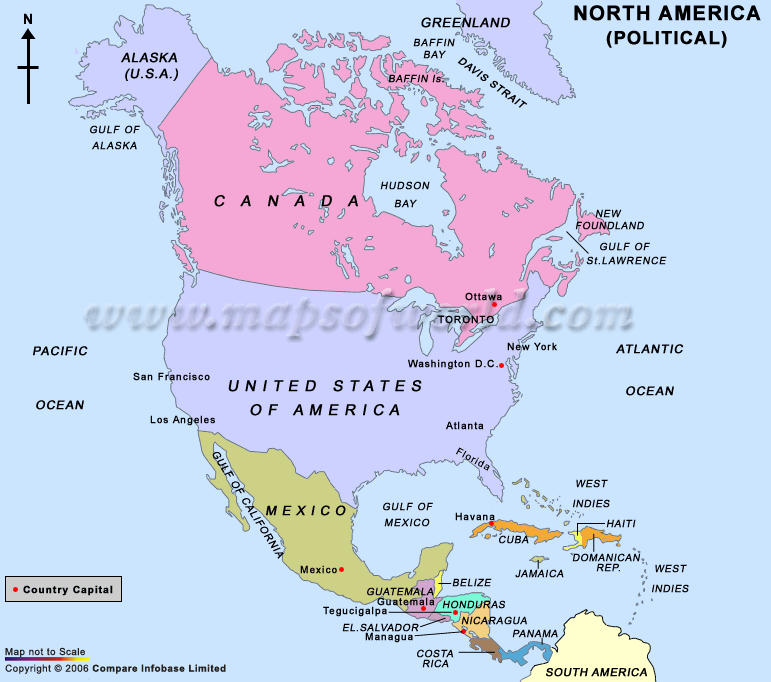 NORTH AMERICA
(POLITICAL)
N
GREENLAND
BAFFIN
BAY
DAVIS STRAIT
BAFFIN Is.
ALASKA
(U.S.A.)
GULF OF
ALASKA
HUDSON
BAY
CANADA
NEW
FOUNDLAND
GULF OF
St.LAWRENCE
Ottawa
www.mapsofworld.com
TORONTO
New York
Washington D.C.
PACIFIC
OCEAN
ATLANTIC
OCEAN
San Francisco
UNITED STATES
OF AMERICA
Los Angeles
Atlanta
Florida
GULF OF CALIFORNIA
MEXICO
GULF OF
MEXICO
WEST
INDIES
Havana
CUBA
HAITI
DOMANICAN
REP.
JAMAICA
WEST
INDIES
Mexico
BELIZE
GUATEMALA
Guatemala
HONDURAS
Tegucigalpa
NICARAGUA
EL.SALVADOR
Managua
PANAMA
COSTA
RICA
SOUTH AMERICA
Country Capital
Map not to Scale
Copyright © 2006 Compare Infobase Limited